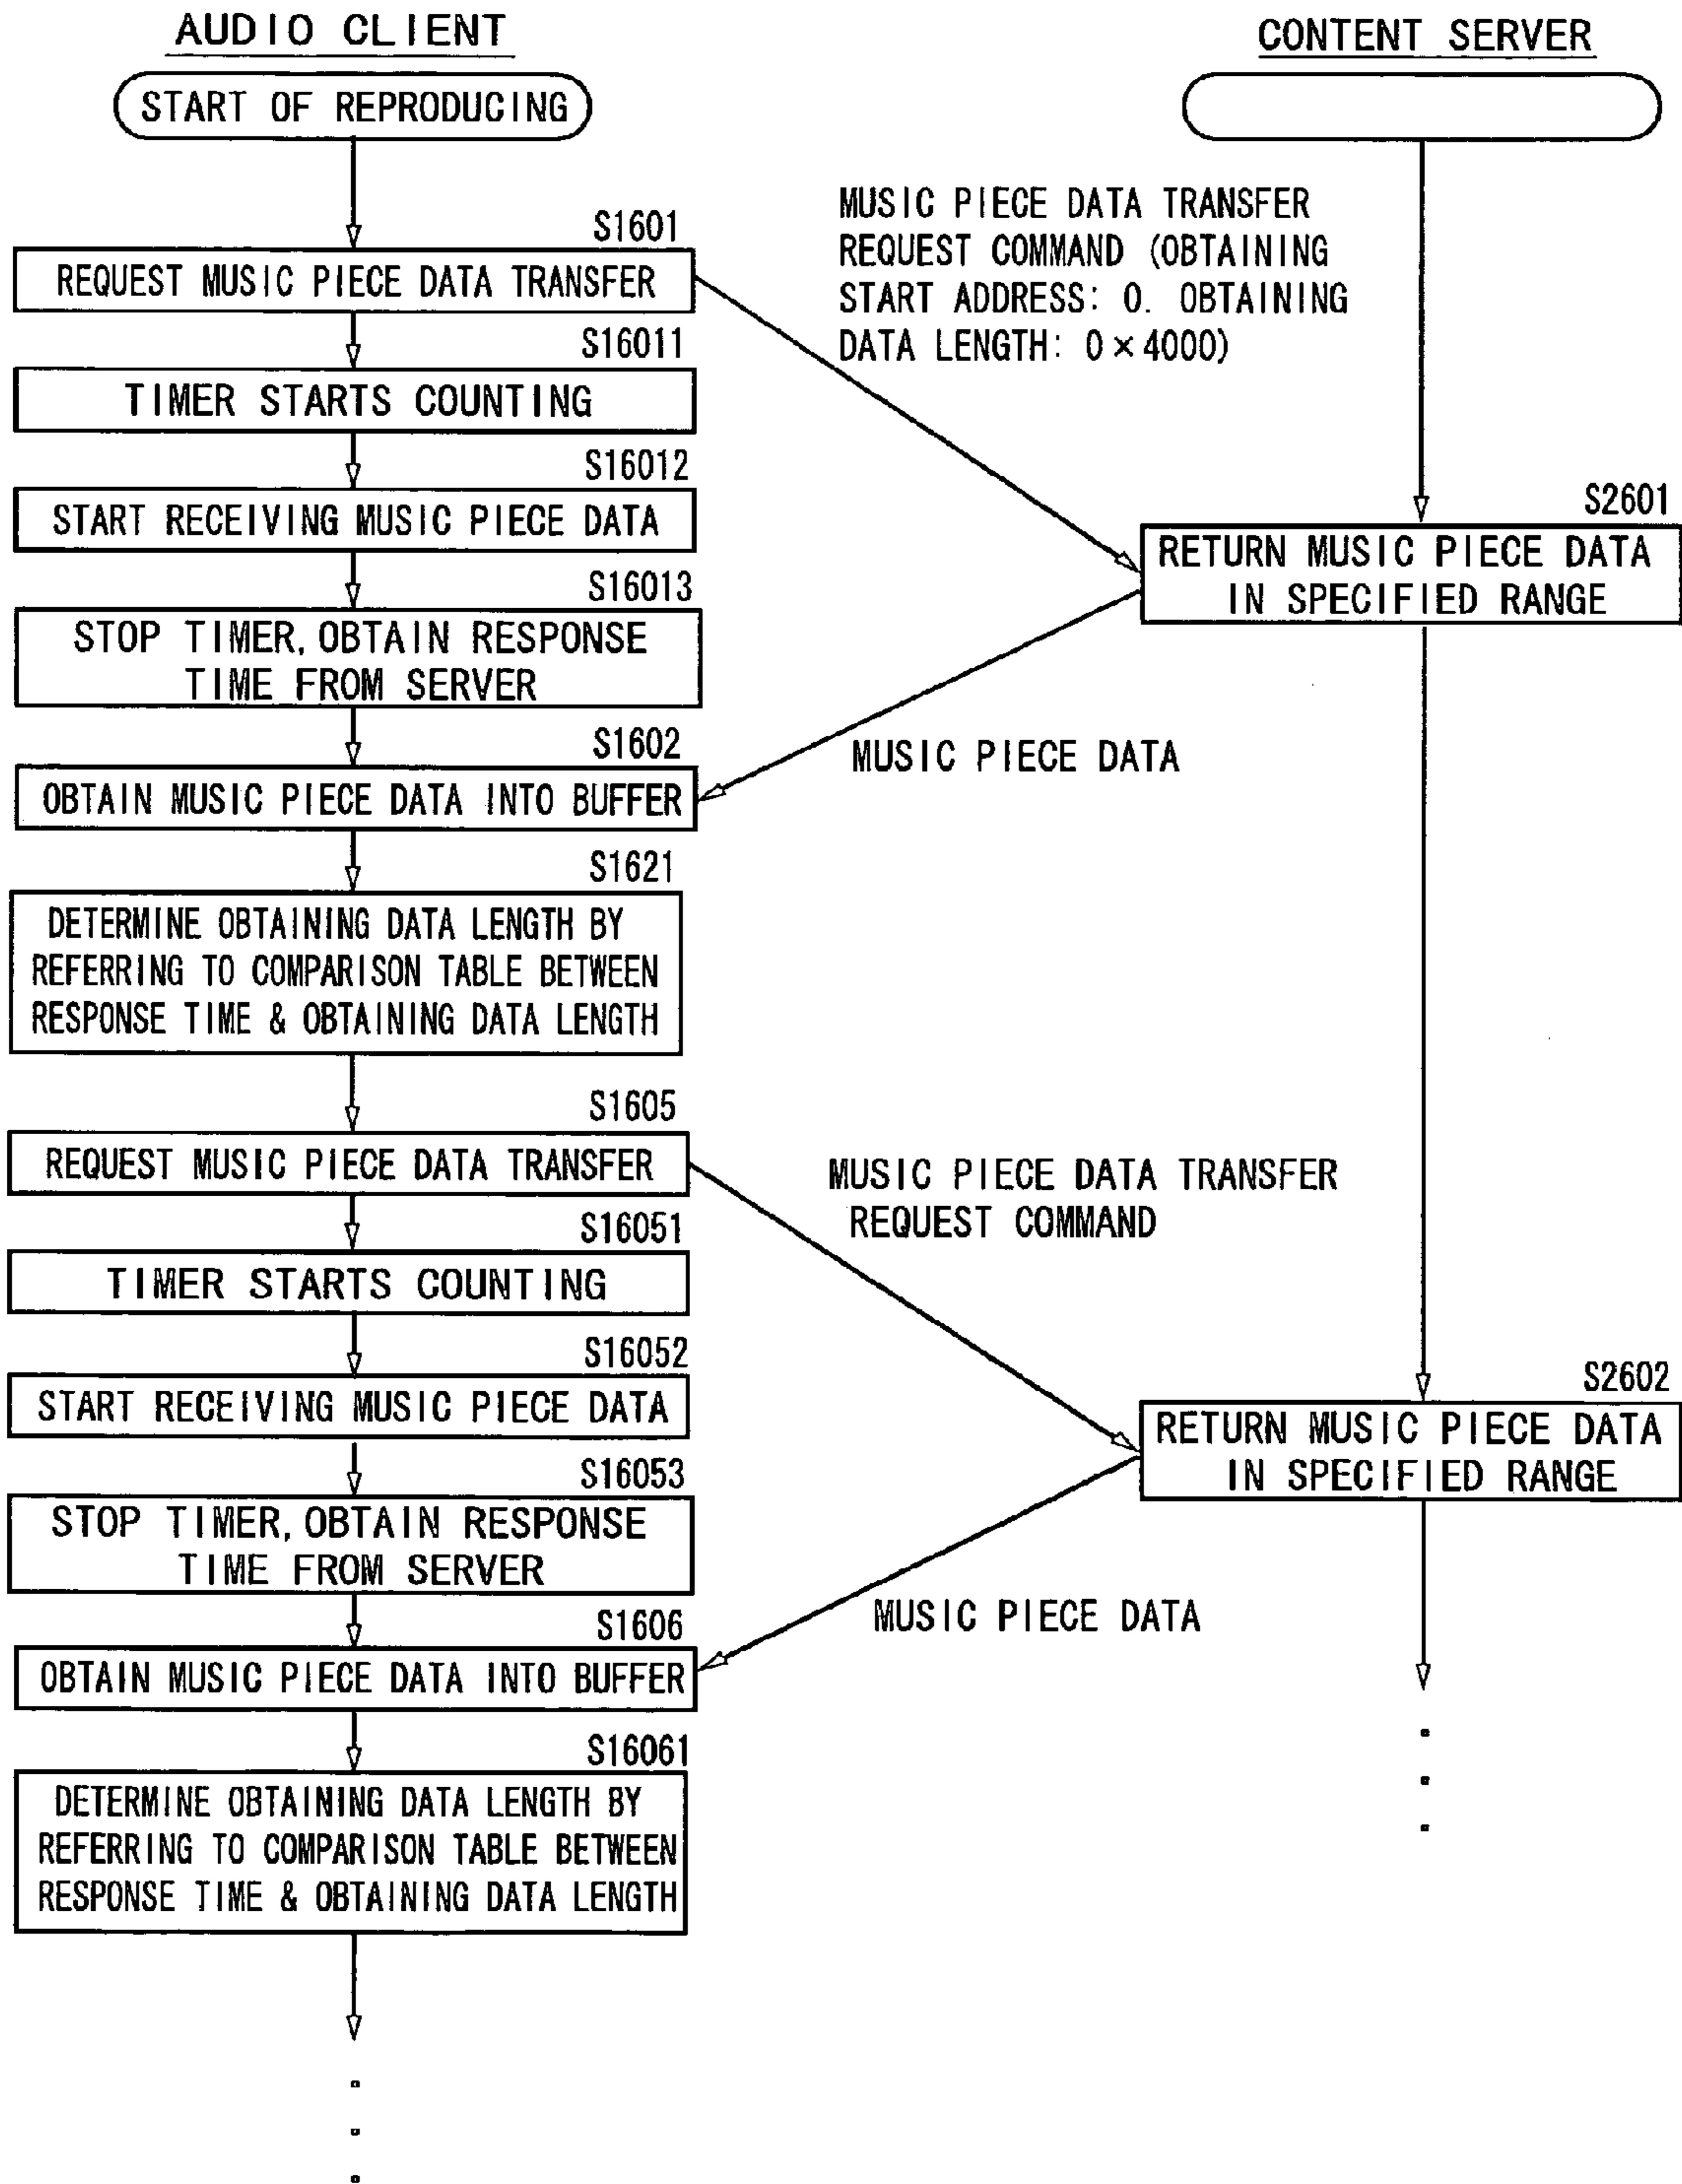 AUDIO CLIENT
START OF REPRODUCING
S1601
REQUEST MUSIC PIECE DATA TRANSFER
S16011
TIMER STARTS COUNTING
S16012
START RECEIVING MUSIC PIECE DATA
S16013
STOP TIMER, OBTAIN RESPONSE
TIME FROM SERVER
S1602
OBTAIN MUSIC PIECE DATA INTO BUFFER
S1621
DETERMINE OBTAINING DATA LENGTH BY
REFERRING TO COMPARISON TABLE BETWEEN
RESPONSE TIME & OBTAINING DATA LENGTH
S1605
REQUEST MUSIC PIECE DATA TRANSFER
S16051
TIMER STARTS COUNTING
S16052
START RECEIVING MUSIC PIECE DATA
S16053
STOP TIMER, OBTAIN RESPONSE
TIME FROM SERVER
S1606
OBTAIN MUSIC PIECE DATA INTO BUFFER
S16061
DETERMINE OBTAINING DATA LENGTH BY
REFERRING TO COMPARISON TABLE BETWEEN
RESPONSE TIME & OBTAINING DATA LENGTH
MUSIC PIECE DATA TRANSFER
REQUEST COMMAND (OBTAINING
START ADDRESS: 0. OBTAINING
DATA LENGTH: 0×4000)
MUSIC PIECE DATA
MUSIC PIECE DATA TRANSFER
REQUEST COMMAND
MUSIC PIECE DATA
CONTENT SERVER
S2601
RETURN MUSIC PIECE DATA
IN SPECIFIED RANGE
S2602
RETURN MUSIC PIECE DATA
IN SPECIFIED RANGE